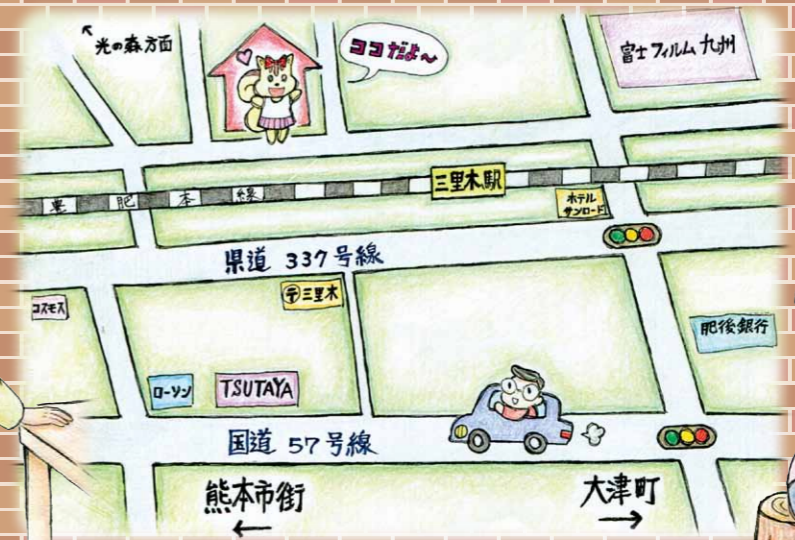 光の森方面
ココだよ~
富士フィルム九州
三里木駅
豊肥本線
ホテル
サンロード
県道 337号線
コスモス
〒三里木
肥後銀行
ローソン
TSUTAYA
国道 57号線
熊本市街
←
大津町
→